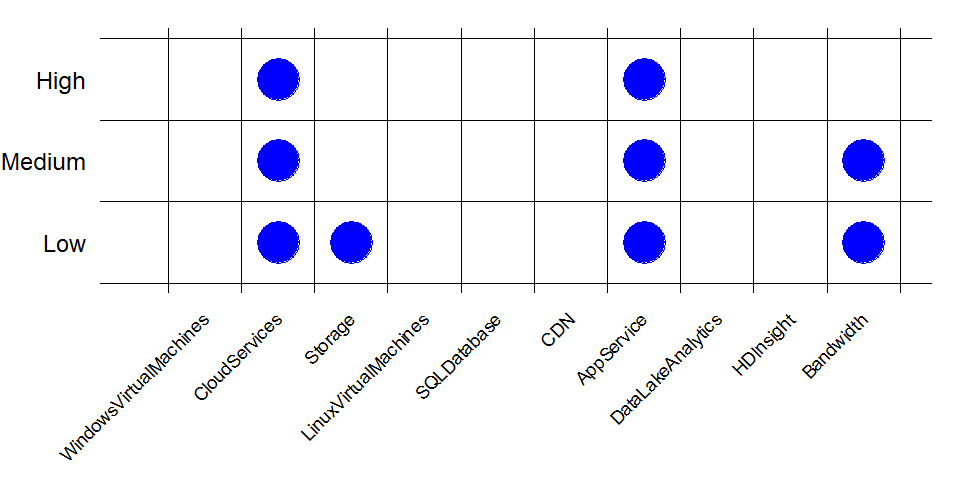 High
Medium
Low
WindowsVirtualMachines
CloudServices
Storage
LinuxVirtualMachines
SQLDatabase
CDN
AppService
DataLakeAnalytics
HDInsight
Bandwidth